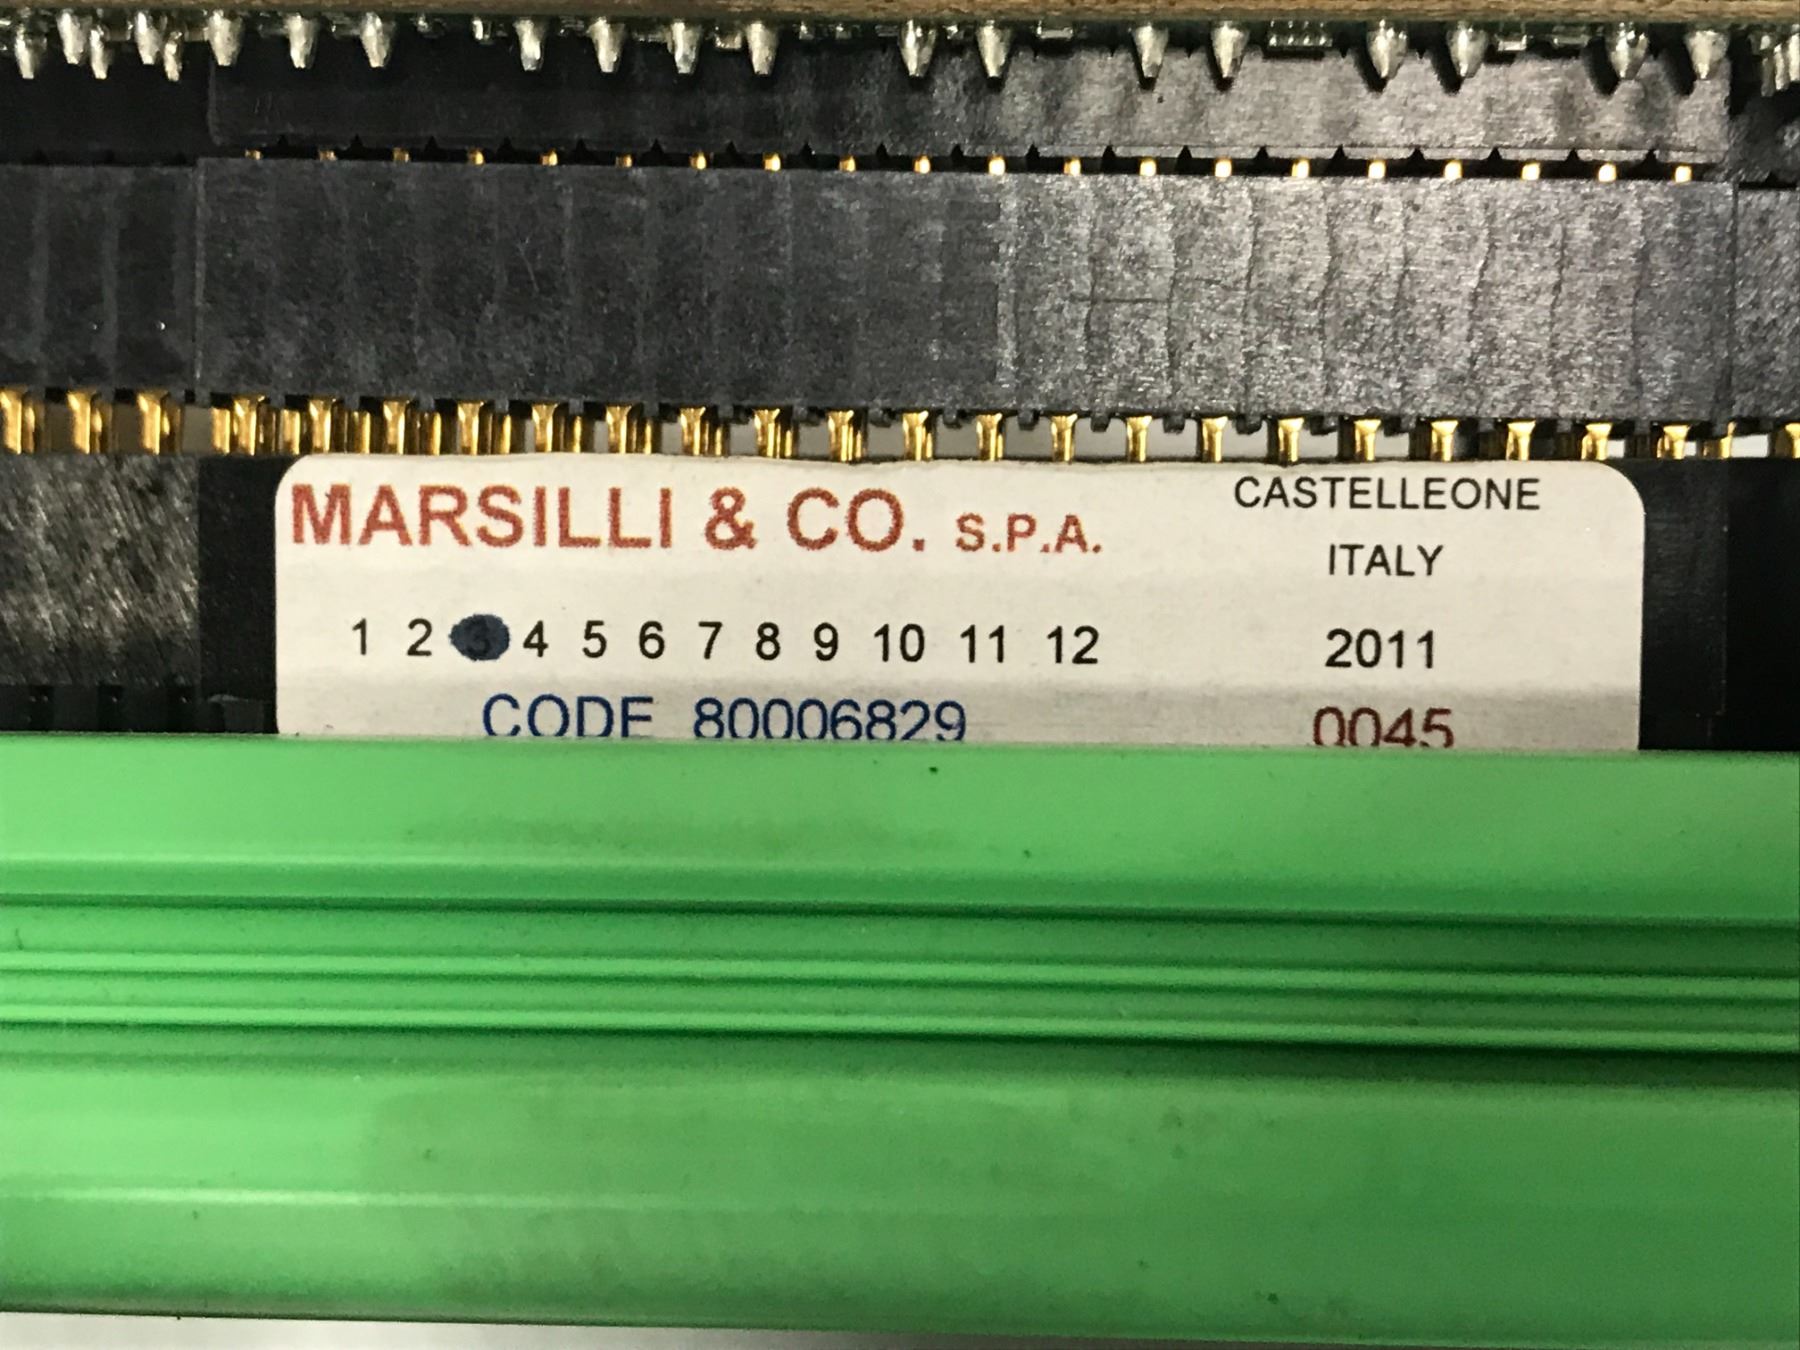 MARSILLI & CO. S.P.A.
CASTELLEONE
ITALY
1 2 3 4 5 6 7 8 9 10 11 12
2011
CODE 80006829
0045